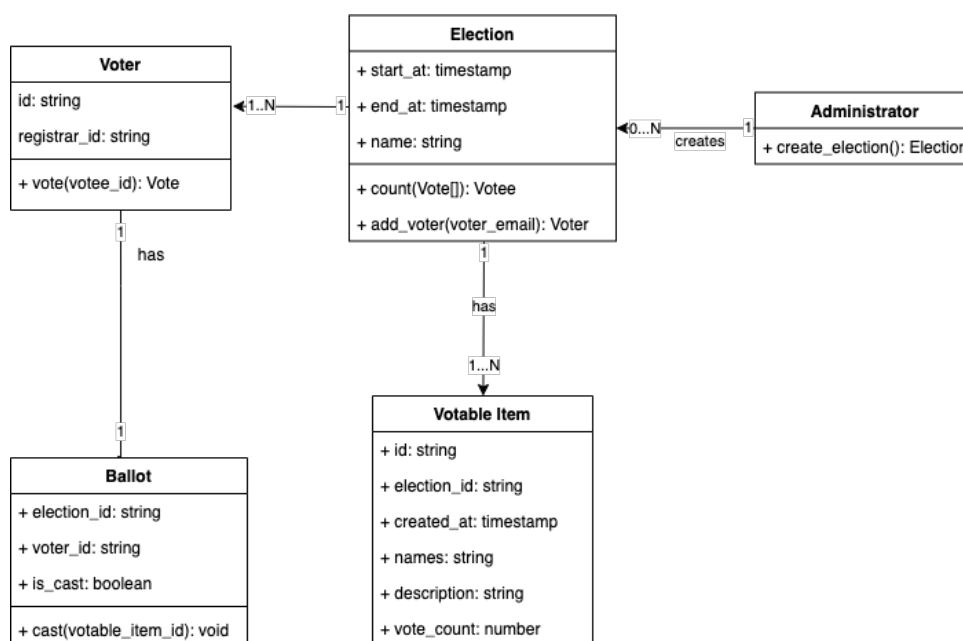 Voter
id: string
registrar_id: string
+ vote(votee_id): Vote
1..N
1
Election
+ start_at: timestamp
+ end_at: timestamp
+ name: string
+ count(Vote[]): Votee
+ add_voter(voter_email): Voter
0...N
creates
1
Administrator
+ create_election(): Election
1
has
1
1
has
1...N
Ballot
+ election_id: string
+ voter_id: string
+ is_cast: boolean
+ cast(votable_item_id): void
Votable Item
+ id: string
+ election_id: string
+ created_at: timestamp
+ names: string
+ description: string
+ vote_count: number